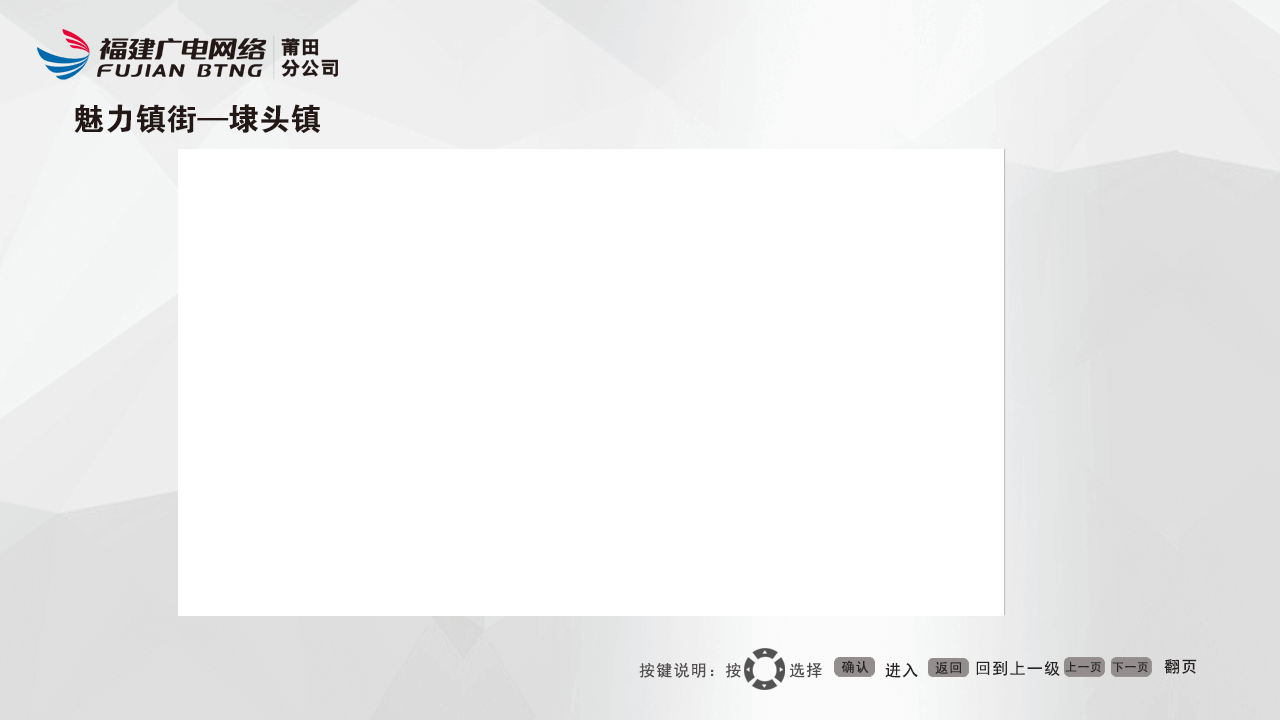 福建广电网络
FUJIAN BTNG
莆田
分公司
魅力镇街—埭头镇
按键说明：按 选择 确认 进入 返回 回到上一级 上一页 下一页 翻页